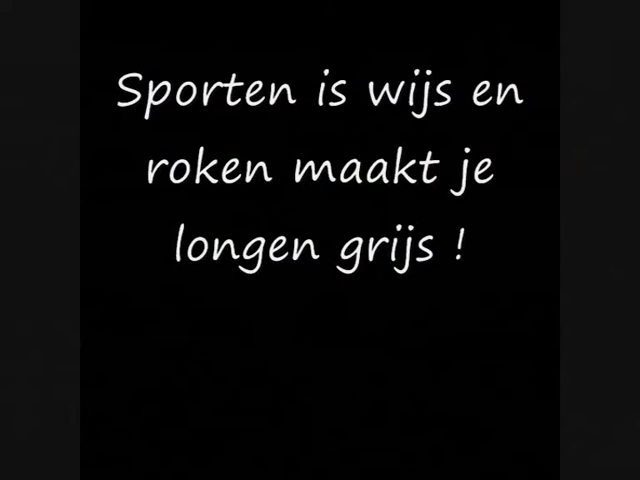 Sporten is wijs en
roken maakt je
longen grijs !